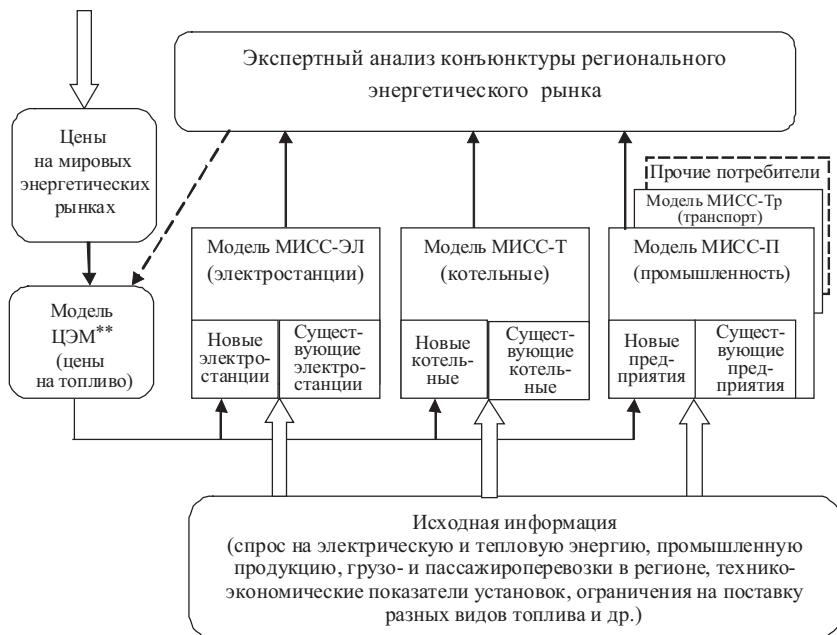 Экспертный анализ конъюнктуры регионального
энергетического рынка
Цены
на мировых
энергетических
рынках
Прочие потребители
Модель МИСС-Тр
(транспорт)
Модель МИСС-ЭЛ
(электростанции)
Модель МИСС-Т
(котельные)
Модель МИСС-П
(промышленность)
Модель
ЦЭМ**
(цены
на топливо)
Новые
электро-
станции
Сущест-
вующие
электро-
станции
Новые
котель-
ные
Сущест-
вующие
котель-
ные
Новые
пред-
приятия
Сущест-
вующие
пред-
приятия
Исходная информация
(спрос на электрическую и тепловую энергию, промышленную
продукцию, грузо- и пассажироперевозки в регионе, технико-
экономические показатели установок, ограничения на поставку
разных видов топлива и др.)